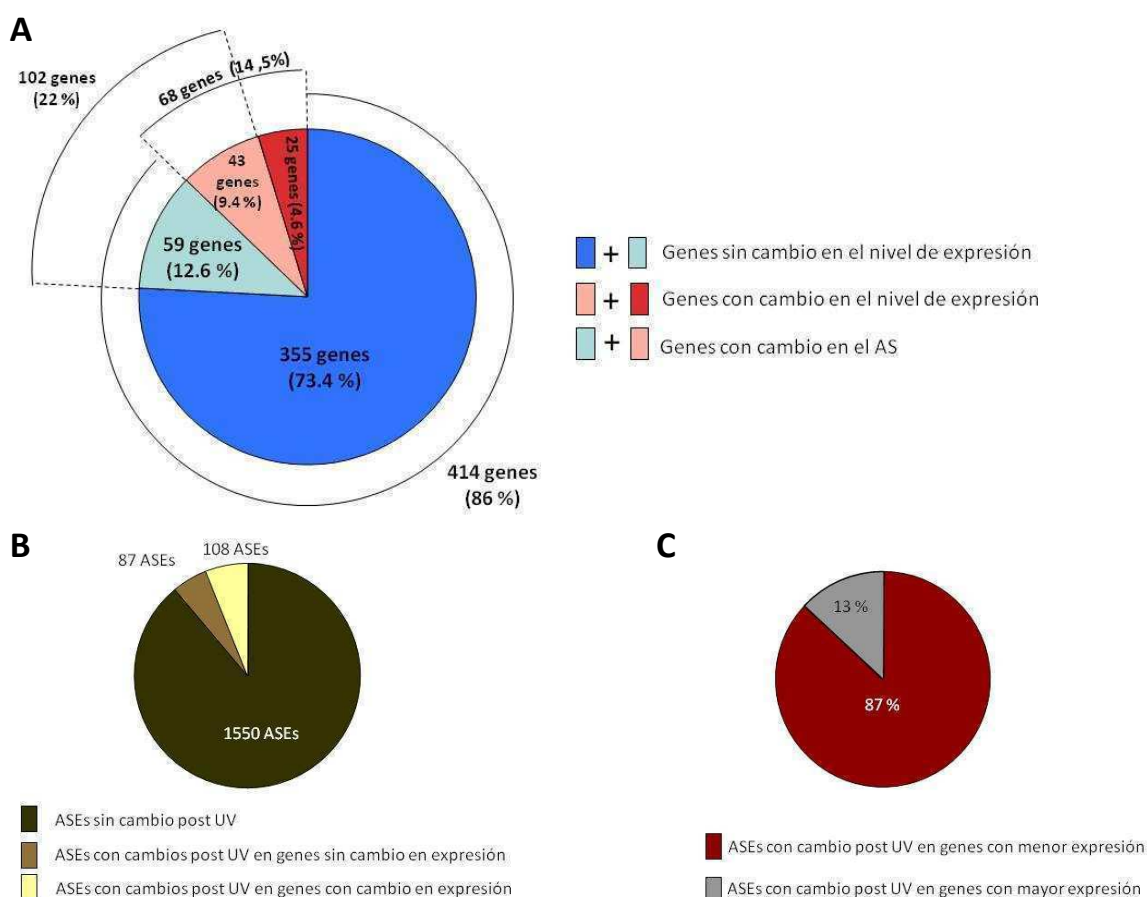 A
102 genes
(22 %)
68 genes (14 ,5%)
43
genes
(9.4 %)
25 genes (4.6 %)
59 genes
(12.6 %)
355 genes
(73.4 %)
414 genes
(86 %)
+ Genes sin cambio en el nivel de expresión
+ Genes con cambio en el nivel de expresión
+ Genes con cambio en el AS
B
87 ASEs
108 ASEs
1550 ASEs
ASEs sin cambio post UV
ASEs con cambios post UV en genes sin cambio en expresión
ASEs con cambios post UV en genes con cambio en expresión
C
13 %
87 %
ASEs con cambio post UV en genes con menor expresión
ASEs con cambio post UV en genes con mayor expresión